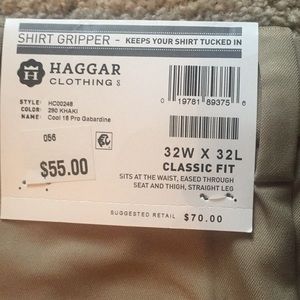 SHIRT GRIPPER - KEEPS YOUR SHIRT TUCKED IN
H
HAGGAR
CLOTHING
STYLE: HC00248
COLOR: 290 KHAKI
NAME: Cool 18 Pro Gabardine
0 19781 89375 6
056
$55.00
32W X 32L
CLASSIC FIT
SITS AT THE WAIST, EASED THROUGH
SEAT AND THIGH, STRAIGHT LEG
SUGGESTED RETAIL $70.00